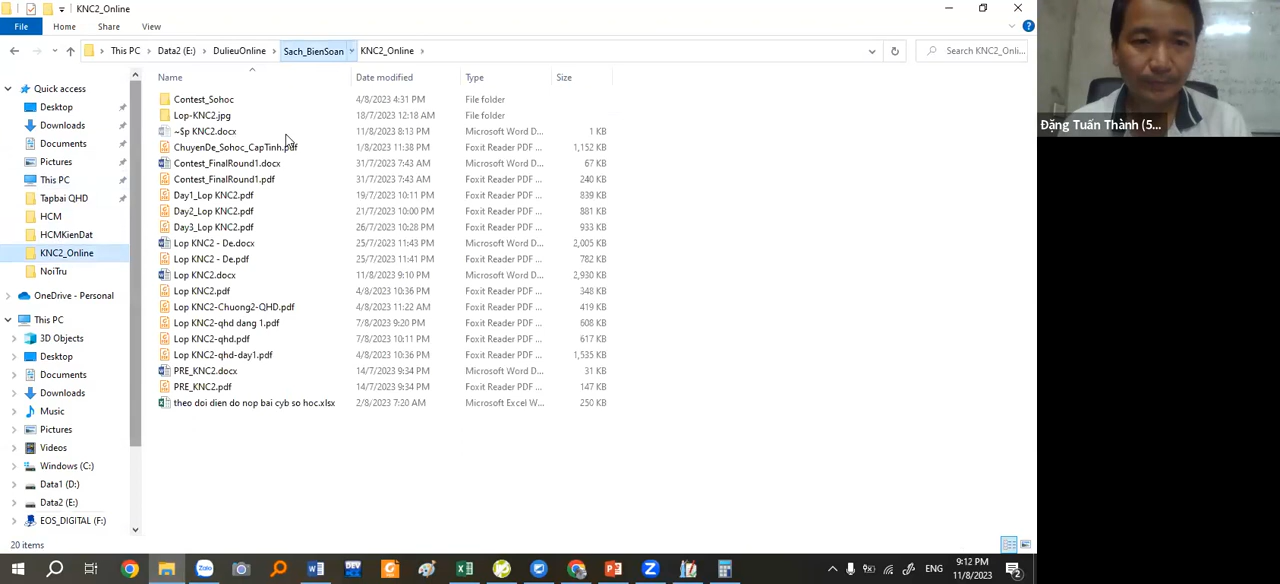 KNC2_Online
File Home Share View
This PC Data2 (E:) DulieuOnline Sach_BienSoan KNC2_Online
Search KNC2_Onli...
Đặng Tuấn Thành (5...
Name Date modified Type Size
Contest_Sohoc 4/8/2023 4:31 PM File folder
Lop-KNC2.jpg 18/7/2023 12:18 AM File folder
~Sp KNC2.docx 11/8/2023 8:13 PM Microsoft Word D... 1 KB
ChuyenDe_Sohoc_CapTinh.pdf 1/8/2023 11:38 PM Foxit Reader PDF ... 1,152 KB
Contest_FinalRound1.docx 31/7/2023 7:43 AM Microsoft Word D... 67 KB
Contest_FinalRound1.pdf 31/7/2023 7:43 AM Foxit Reader PDF ... 240 KB
Day1_Lop KNC2.pdf 19/7/2023 10:11 PM Foxit Reader PDF ... 839 KB
Day2_Lop KNC2.pdf 21/7/2023 10:00 PM Foxit Reader PDF ... 881 KB
Day3_Lop KNC2.pdf 26/7/2023 10:28 PM Foxit Reader PDF ... 933 KB
Lop KNC2 - De.docx 25/7/2023 11:43 PM Microsoft Word D... 2,005 KB
Lop KNC2 - De.pdf 25/7/2023 11:41 PM Foxit Reader PDF ... 782 KB
Lop KNC2.docx 11/8/2023 9:10 PM Microsoft Word D... 2,930 KB
Lop KNC2.pdf 4/8/2023 10:36 PM Foxit Reader PDF ... 348 KB
Lop KNC2-Chuong2-QHD.pdf 4/8/2023 11:22 AM Foxit Reader PDF ... 419 KB
Lop KNC2-qhd dang 1.pdf 7/8/2023 9:20 PM Foxit Reader PDF ... 608 KB
Lop KNC2-qhd.pdf 7/8/2023 10:11 PM Foxit Reader PDF ... 617 KB
Lop KNC2-qhd-day1.pdf 4/8/2023 10:36 PM Foxit Reader PDF ... 1,535 KB
PRE_KNC2.docx 14/7/2023 9:34 PM Microsoft Word D... 31 KB
PRE_KNC2.pdf 14/7/2023 9:34 PM Foxit Reader PDF ... 147 KB
theo doi dien do nop bai cyb so hoc.xlsx 2/8/2023 7:20 AM Microsoft Excel W... 250 KB
Quick access
Desktop
Downloads
Documents
Pictures
This PC
Tapbai QHD
HCM
HCMKienDat
KNC2_Online
NoiTru
OneDrive - Personal
This PC
3D Objects
Desktop
Documents
Downloads
Music
Pictures
Videos
Windows (C:)
Data1 (D:)
Data2 (E:)
EOS_DIGITAL (F:)
20 items
Zalo
DEV
ENG
9:12 PM
11/8/2023
2